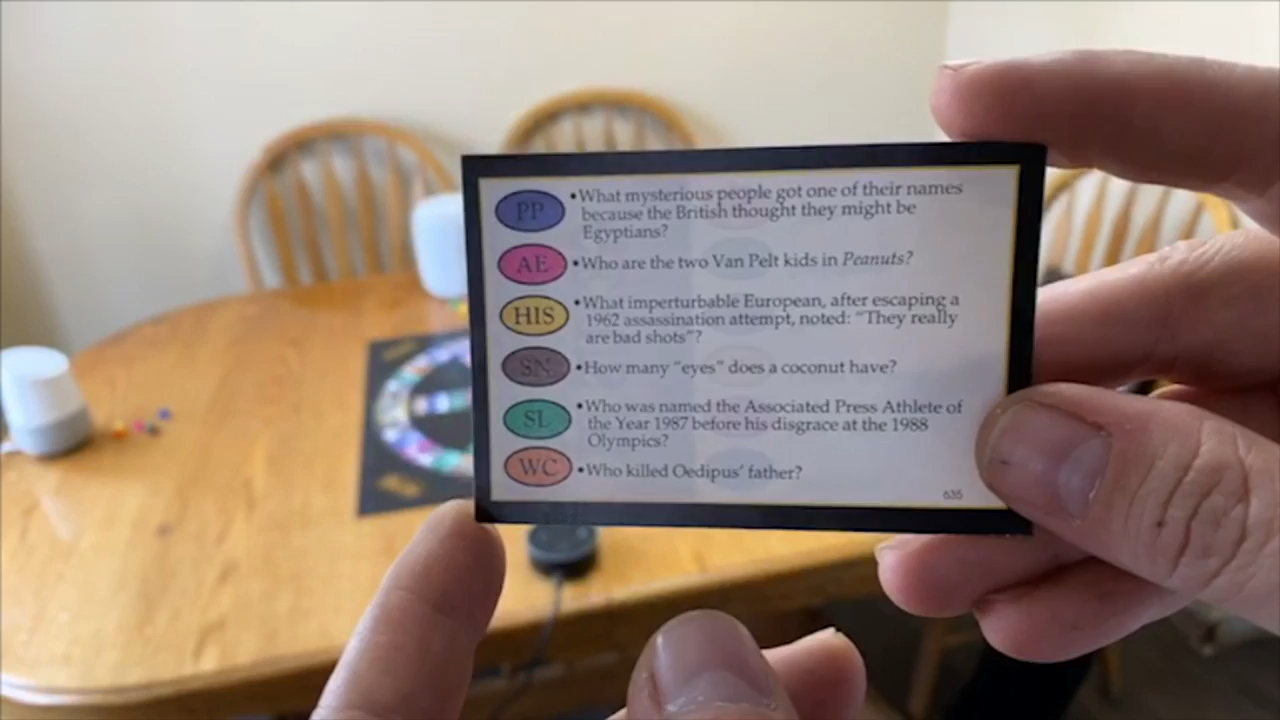 PP •What mysterious people got one of their names
because the British thought they might be
Egyptians?
AE •Who are the two Van Pelt kids in Peanuts?
HIS •What imperturbable European, after escaping a
1962 assassination attempt, noted: “They really
are bad shots”?
SN •How many “eyes” does a coconut have?
SL •Who was named the Associated Press Athlete of
the Year 1987 before his disgrace at the 1988
Olympics?
WC •Who killed Oedipus’ father?
635